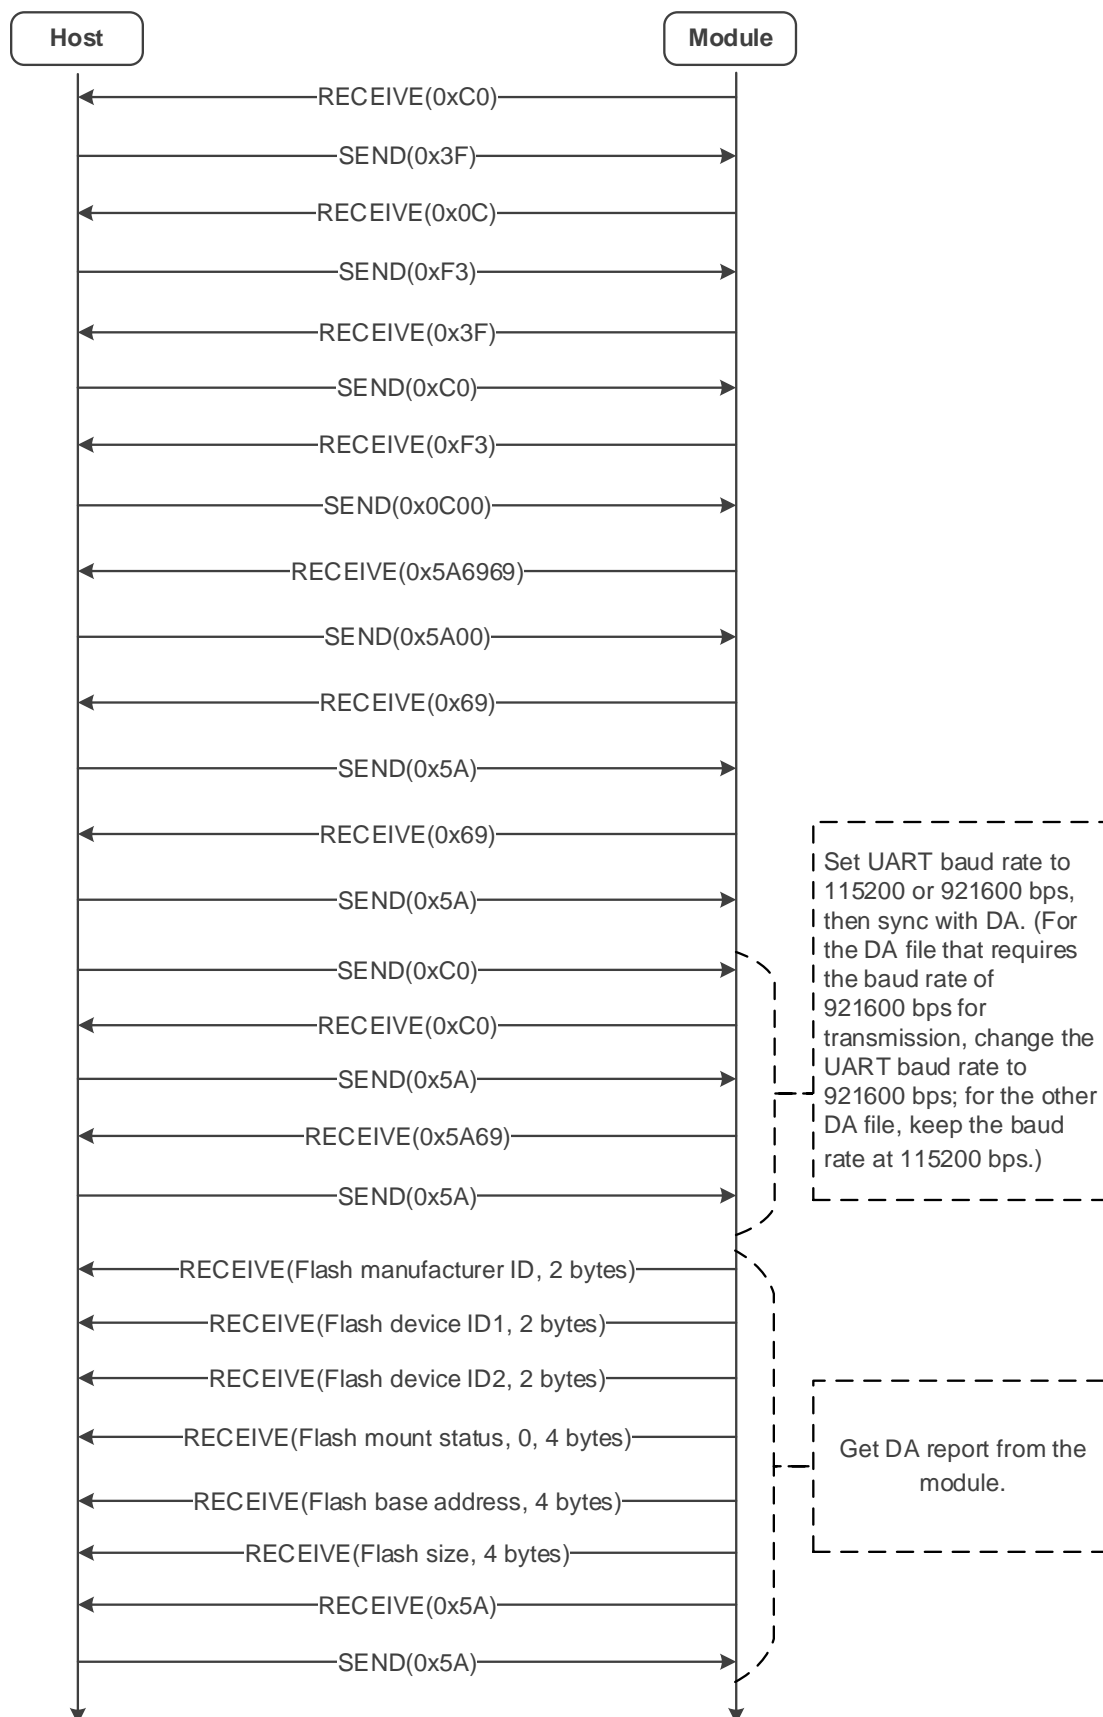 Host
Module
RECEIVE(0xC0)
SEND(0x3F)
RECEIVE(0x0C)
SEND(0xF3)
RECEIVE(0x3F)
SEND(0xC0)
RECEIVE(0xF3)
SEND(0x0C00)
RECEIVE(0x5A6969)
SEND(0x5A00)
RECEIVE(0x69)
SEND(0x5A)
RECEIVE(0x69)
SEND(0x5A)
SEND(0xC0)
RECEIVE(0xC0)
SEND(0x5A)
RECEIVE(0x5A69)
SEND(0x5A)
Set UART baud rate to
115200 or 921600 bps,
then sync with DA. (For
the DA file that requires
the baud rate of
921600 bps for
transmission, change the
UART baud rate to
921600 bps; for the other
DA file, keep the baud
rate at 115200 bps.)
RECEIVE(Flash manufacturer ID, 2 bytes)
RECEIVE(Flash device ID1, 2 bytes)
RECEIVE(Flash device ID2, 2 bytes)
RECEIVE(Flash mount status, 0, 4 bytes)
RECEIVE(Flash base address, 4 bytes)
RECEIVE(Flash size, 4 bytes)
RECEIVE(0x5A)
SEND(0x5A)
Get DA report from the
module.